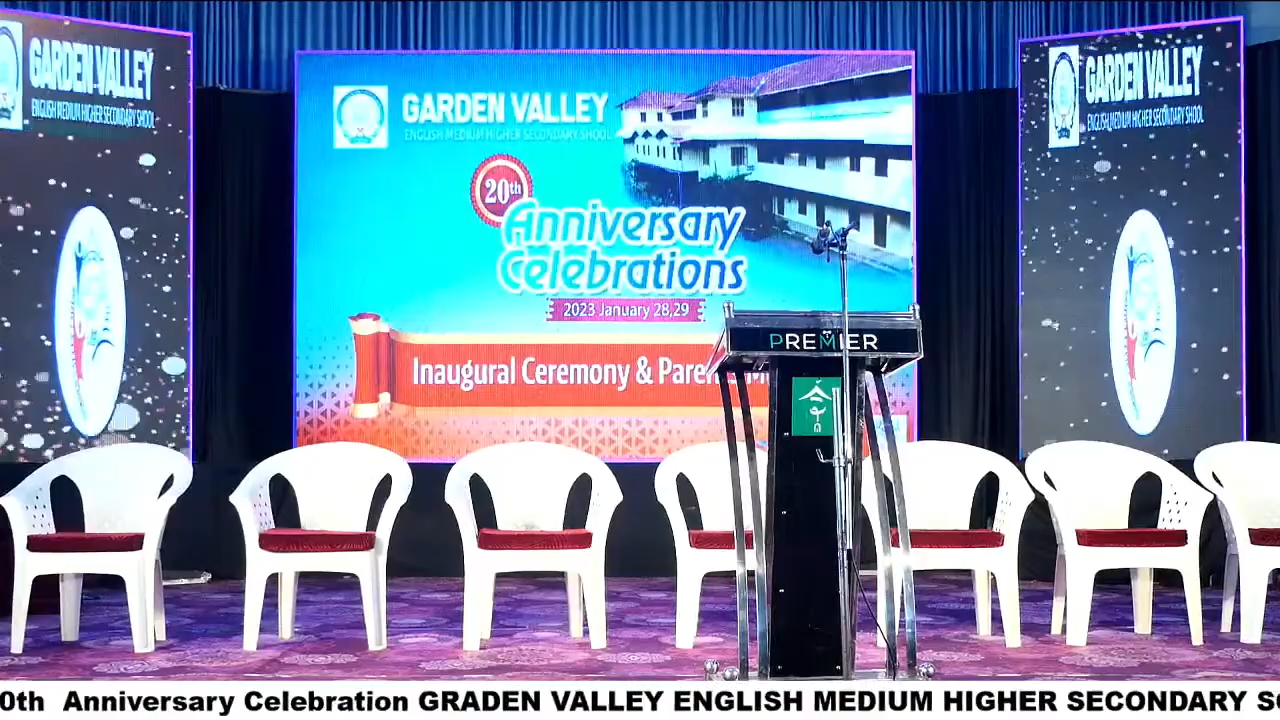 GARDEN VALLEY
ENGLISH MEDIUM HIGHER SECONDARY SHOOL
GARDEN VALLEY
ENGLISH MEDIUM HIGHER SECONDARY SHOOL
20th
Anniversary
Celebrations
2023 January 28,29
Inaugural Ceremony &
GARDEN VALLEY
ENGLISH MEDIUM HIGHER SECONDARY SHOOL
PREMIER
0th Anniversary Celebration GRADEN VALLEY ENGLISH MEDIUM HIGHER SECONDARY